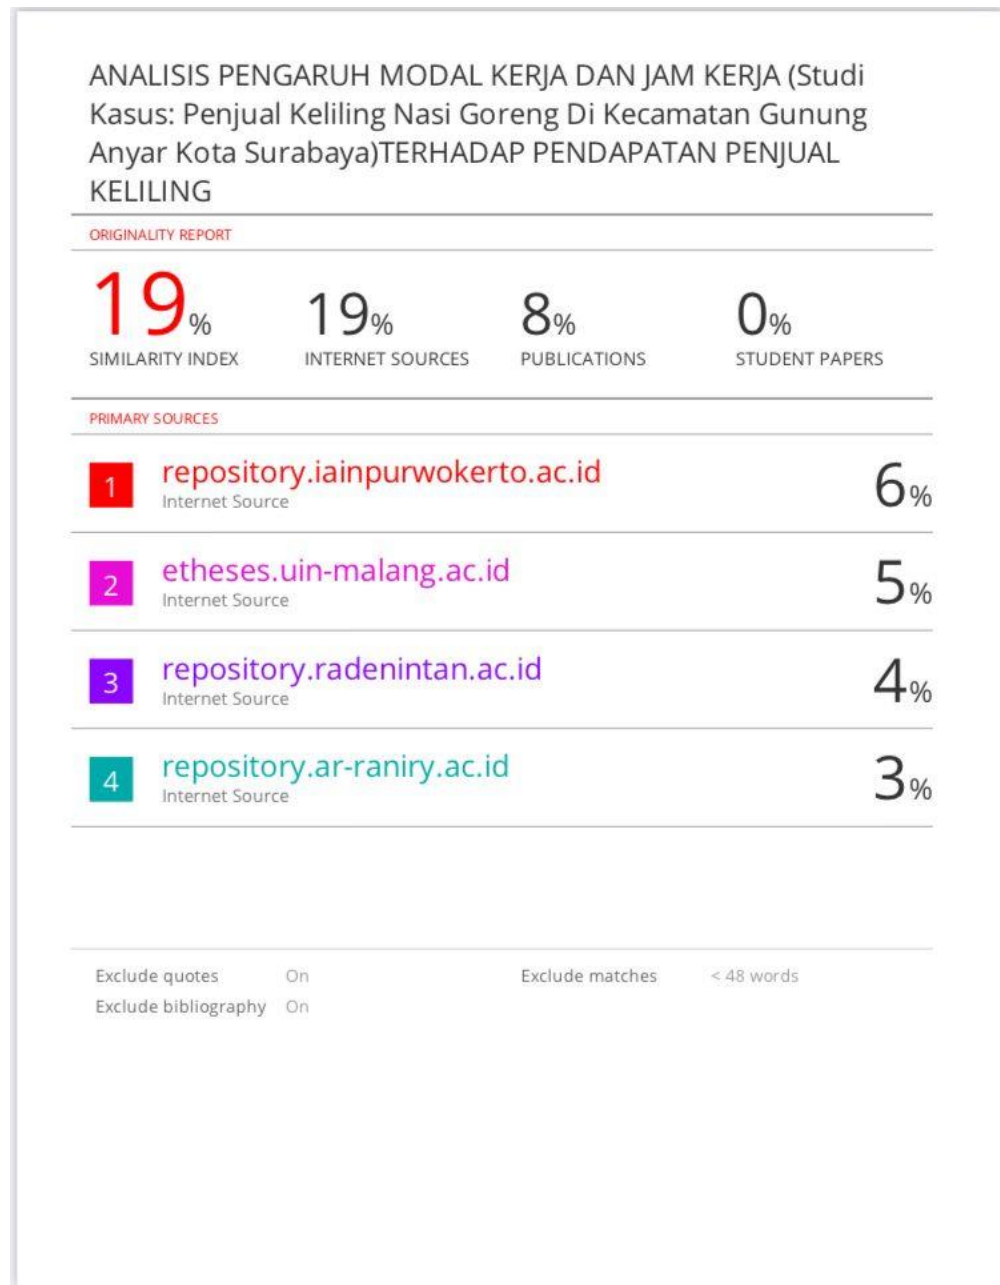 ANALISIS PENGARUH MODAL KERJA DAN JAM KERJA (Studi
Kasus: Penjual Keliling Nasi Goreng Di Kecamatan Gunung
Anyar Kota Surabaya)TERHADAP PENDAPATAN PENJUAL
KELILING
ORIGINALITY REPORT
19% 19% 8% 0%
SIMILARITY INDEX INTERNET SOURCES PUBLICATIONS STUDENT PAPERS
PRIMARY SOURCES
1 repository.iainpurwokerto.ac.id 6%
Internet Source
2 etheses.uin-malang.ac.id 5%
Internet Source
3 repository.radenintan.ac.id 4%
Internet Source
4 repository.ar-raniry.ac.id 3%
Internet Source
Exclude quotes On Exclude matches < 48 words
Exclude bibliography On